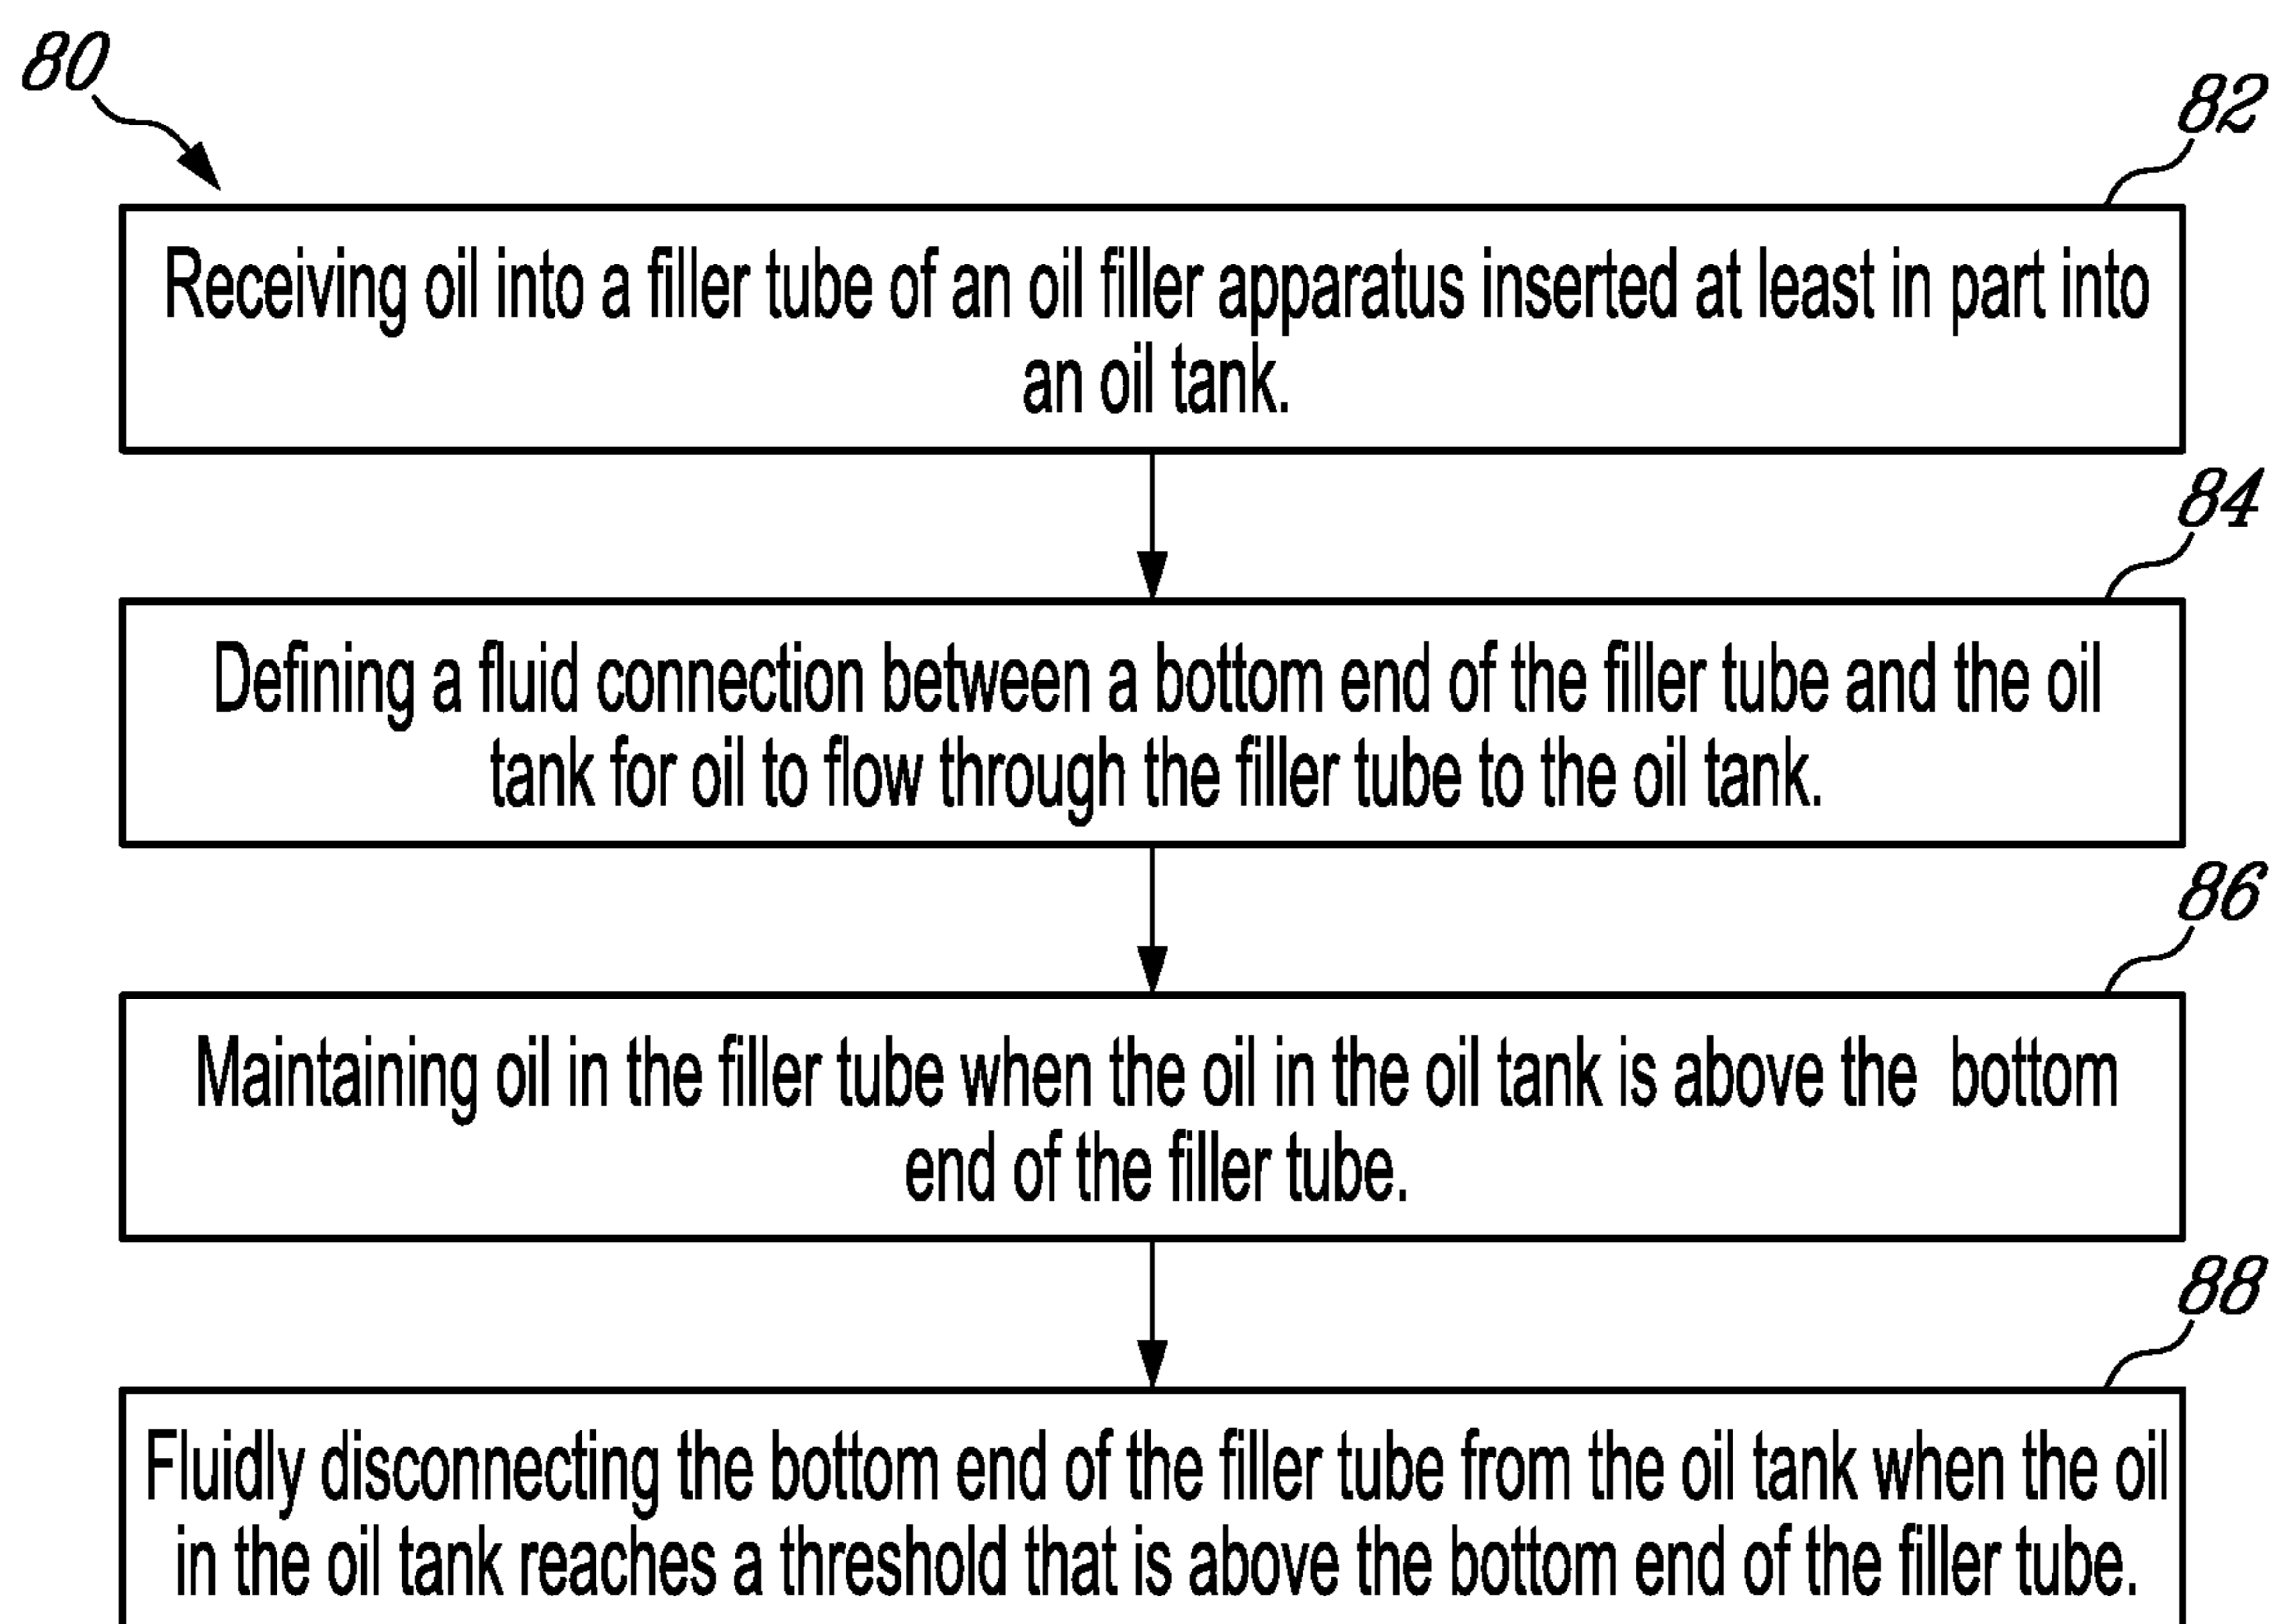 80
82
Receiving oil into a filler tube of an oil filler apparatus inserted at least in part into
an oil tank.
84
Defining a fluid connection between a bottom end of the filler tube and the oil
tank for oil to flow through the filler tube to the oil tank.
86
Maintaining oil in the filler tube when the oil in the oil tank is above the bottom
end of the filler tube.
88
Fluidly disconnecting the bottom end of the filler tube from the oil tank when the oil
in the oil tank reaches a threshold that is above the bottom end of the filler tube.